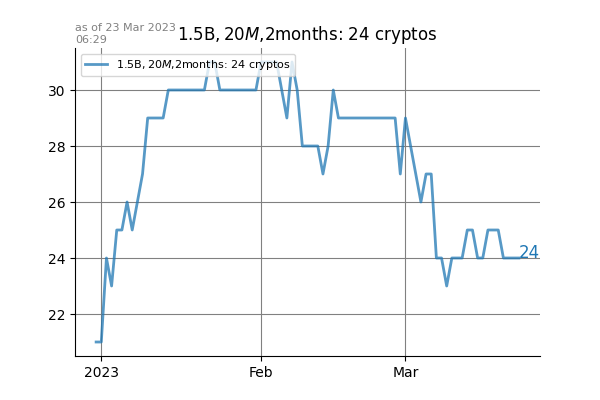 as of 23 Mar 2023
06:29
1.5B, 20M,2months: 24 cryptos
1.5B, 20M,2months: 24 cryptos
30
28
26
24
22
24
2023
Feb
Mar